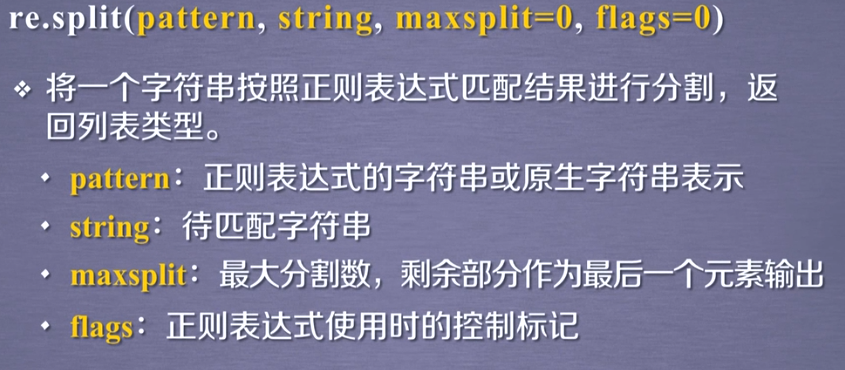 re.split(pattern, string, maxsplit=0, flags=0)
❖ 将一个字符串按照正则表达式匹配结果进行分割，返
回列表类型。
• pattern：正则表达式的字符串或原生字符串表示
• string：待匹配字符串
• maxsplit：最大分割数，剩余部分作为最后一个元素输出
• flags：正则表达式使用时的控制标记